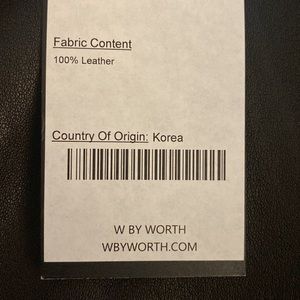 Fabric Content
100% Leather
Country Of Origin: Korea
W BY WORTH
WBYWORTH.COM